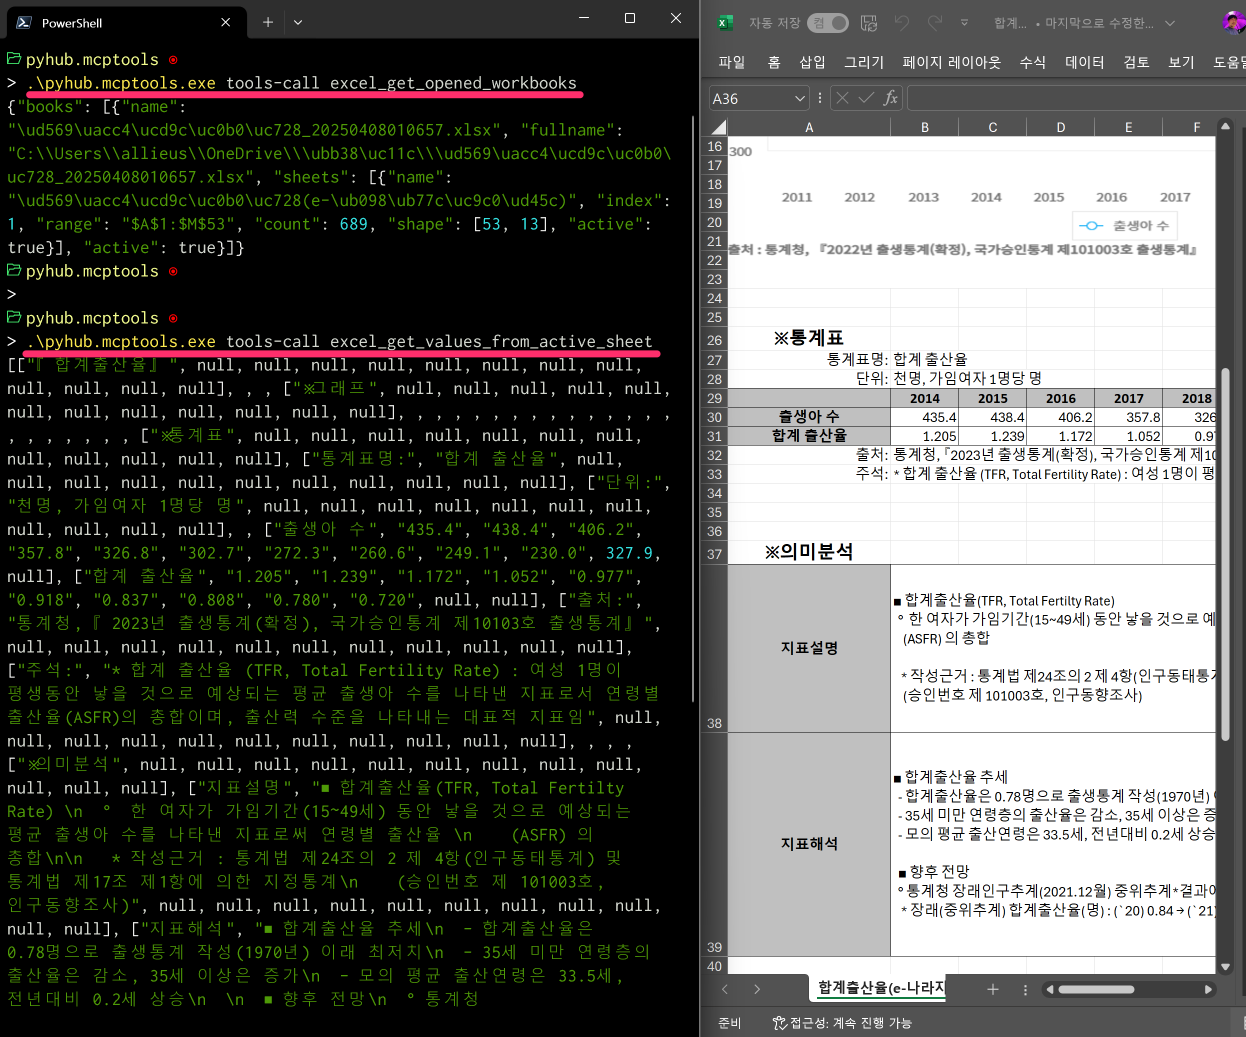 PowerShell
pyhub.mcptools
> .\pyhub.mcptools.exe tools-call excel_get_opened_workbooks
{"books": [{"name":
"\ud569\uacc4\ucd9c\uc0b0\uc728_20250408010657.xlsx", "fullname":
"C:\\Users\\allieus\\OneDrive\\\ubb38\uc11c\\\ud569\uacc4\ucd9c\uc0b0\
uc728_20250408010657.xlsx", "sheets": [{"name":
"\ud569\uacc4\ucd9c\uc0b0\uc728(e-\ub098\ub77c\uc9c0\ud45c)", "index":
1, "range": "$A$1:$M$53", "count": 689, "shape": [53, 13], "active":
true}], "active": true}]}
pyhub.mcptools
>
pyhub.mcptools
> .\pyhub.mcptools.exe tools-call excel_get_values_from_active_sheet
[["『 합계출산율』", null, null, null, null, null, null, null, null,
null, null, null, null], , , ["※그래프", null, null, null, null, null,
null, null, null, null, null, null, null], , , , , , , , , , , , , , ,
, , , , , , , ["※통계표", null, null, null, null, null, null, null,
null, null, null, null, null], ["통계표명:", "합계 출산율", null, null,
null, null, null, null, null, null, null, null, null], ["단위:",
"천명, 가임여자 1명당 명", null, null, null, null, null, null, null,
null, null, null, null], , ["출생아 수", "435.4", "438.4", "406.2",
"357.8", "326.8", "302.7", "272.3", "260.6", "249.1", "230.0", 327.9,
null], ["합계 출산율", "1.205", "1.239", "1.172", "1.052", "0.977",
"0.918", "0.837", "0.808", "0.780", "0.720", null, null], ["출처:",
"통계청,『 2023년 출생통계(확정), 국가승인통계 제10103호 출생통계』",
null, null, null, null, null, null, null, null, null, null, null],
["주석:", "* 합계 출산율 (TFR, Total Fertility Rate) : 여성 1명이
평생동안 낳을 것으로 예상되는 평균 출생아 수를 나타낸 지표로서 연령별
출산율(ASFR)의 총합이며, 출산력 수준을 나타내는 대표적 지표임", null,
null, null, null, null, null, null, null, null, null, null], , , ,
["※의미분석", null, null, null, null, null, null, null, null, null,
null, null, null], ["지표설명", "■ 합계출산율(TFR, Total Fertilty
Rate) \n ° 한 여자가 가임기간(15~49세) 동안 낳을 것으로 예상되는
평균 출생아 수를 나타낸 지표로써 연령별 출산율 \n (ASFR) 의
총합\n\n * 작성근거 : 통계법 제24조의 2 제 4항(인구동태통계) 및
통계법 제17조 제1항에 의한 지정통계\n (승인번호 제 101003호,
인구동향조사)", null, null, null, null, null, null, null, null, null,
null, null], ["지표해석", "■ 합계출산율 추세\n - 합계출산율은
0.78명으로 출생통계 작성(1970년) 이래 최저치\n - 35세 미만 연령층의
출산율은 감소, 35세 이상은 증가\n - 모의 평균 출산연령은 33.5세,
전년대비 0.2세 상승\n \n ■ 향후 전망\n ° 통계청
자동 저장 컴 합계... • 마지막으로 수정한...
파일 홈 삽입 그리기 페이지 레이아웃 수식 데이터 검토 보기 도움말
A36 fx
A B C D E F
16 300
17
18
19 2011 2012 2013 2014 2015 2016 2017
20 출생아 수
21
22 출처 : 통계청, 『2022년 출생통계(확정), 국가승인통계 제101003호 출생통계』
23
24
25
26 ※통계표
27 통계표명: 합계 출산율
28 단위: 천명, 가임여자 1명당 명
29 2014 2015 2016 2017 2018
30 출생아 수 435.4 438.4 406.2 357.8 326
31 합계 출산율 1.205 1.239 1.172 1.052 0.97
32 출처: 통계청,『2023년 출생통계(확정), 국가승인통계 제10
33 주석: * 합계 출산율 (TFR, Total Fertility Rate) : 여성 1명이 평
34
35
36
37 ※의미분석
■ 합계출산율(TFR, Total Fertilty Rate)
° 한 여자가 가임기간(15~49세) 동안 낳을 것으로 예
(ASFR) 의 총합
지표설명
* 작성근거 : 통계법 제24조의 2 제 4항(인구동태통계
(승인번호 제 101003호, 인구동향조사)
38
■ 합계출산율 추세
- 합계출산율은 0.78명으로 출생통계 작성(1970년)
- 35세 미만 연령층의 출산율은 감소, 35세 이상은 증
- 모의 평균 출산연령은 33.5세, 전년대비 0.2세 상승
지표해석
■ 향후 전망
° 통계청 장래인구추계(2021.12월) 중위추계*결과
* 장래(중위추계) 합계출산율(명) : (`20) 0.84 → (`21)
39
40
합계출산율(e-나라지
준비 접근성: 계속 진행 가능